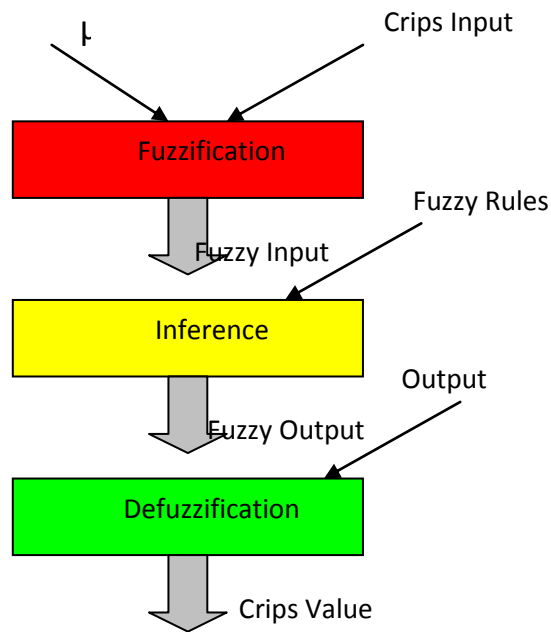 μ
Crips Input
Fuzzification
Fuzzy Rules
Fuzzy Input
Inference
Output
Fuzzy Output
Defuzzification
Crips Value